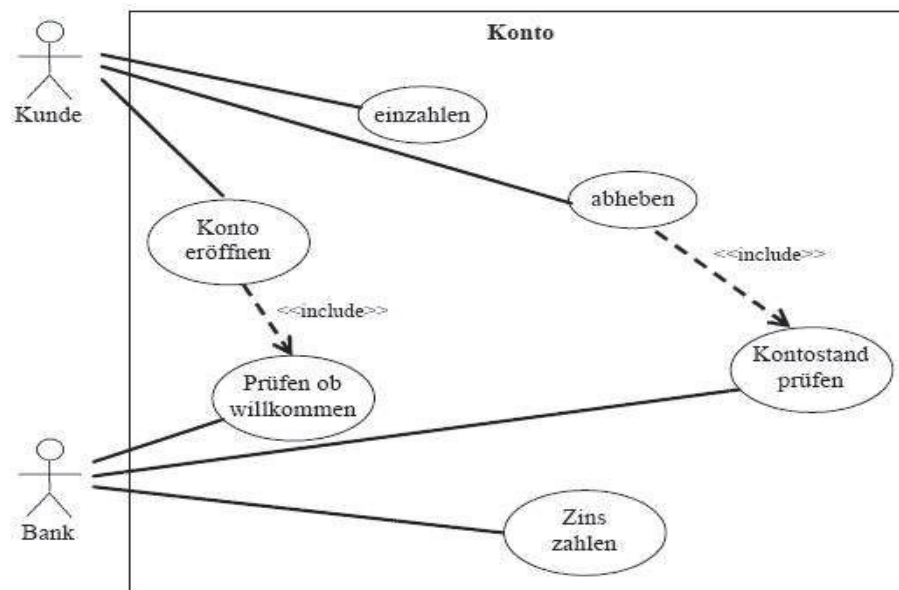 Konto
Kunde
einzahlen
abheben
Konto
eröffnen
<<include>>
<<include>>
Kontostand
prüfen
Prüfen ob
willkommen
Bank
Zins
zahlen